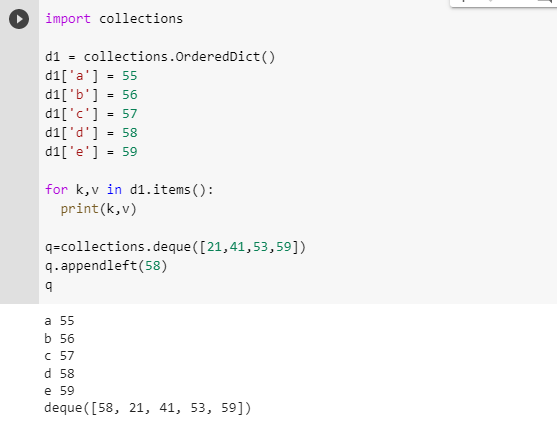 import collections
d1 = collections.OrderedDict()
d1['a'] = 55
d1['b'] = 56
d1['c'] = 57
d1['d'] = 58
d1['e'] = 59
for k,v in d1.items():
  print(k,v)
q=collections.deque([21,41,53,59])
q.appendleft(58)
q
a 55
b 56
c 57
d 58
e 59
deque([58, 21, 41, 53, 59])